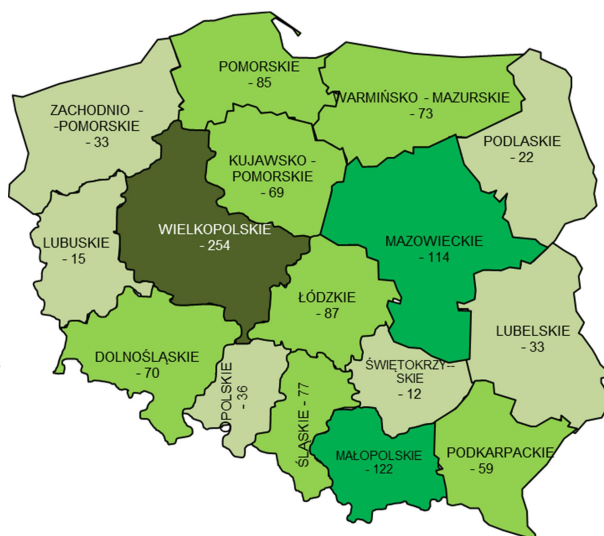 POMORSKIE
- 85
WARMIŃSKO - MAZURSKIE
- 73
ZACHODNIO -
-POMORSKIE
- 33
PODLASKIE
- 22
KUJAWSKO -
POMORSKIE
- 69
WIELKOPOLSKIE
- 254
MAZOWIECKIE
- 114
LUBUSKIE
- 15
ŁÓDZKIE
- 87
LUBELSKIE
- 33
DOLNOŚLĄSKIE
- 70
OPOLSKIE
- 36
ŚLĄSKIE - 77
ŚWIĘTOKRZY--
SKIE
- 12
MAŁOPOLSKIE
- 122
PODKARPACKIE
- 59